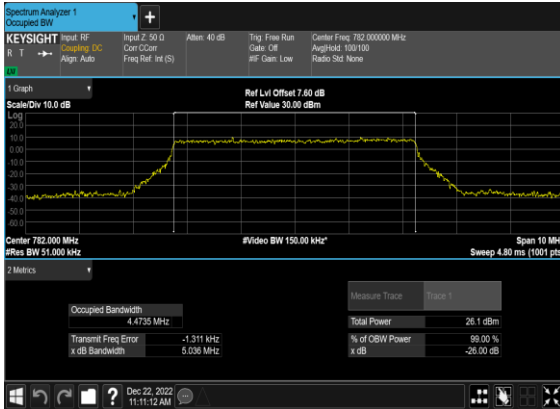 Spectrum Analyzer 1
Occupied BW
+
KEYSIGHT Input: RF Input Z: 50 Ω Atten: 40 dB Trig: Free Run Center Freq: 782.000000 MHz
R T Coupling: DC Corr CCorr Gate: Off Avg|Hold: 100/100
Align: Auto Freq Ref: Int (S) #IF Gain: Low Radio Std: None
1 Graph
Ref Lvl Offset 7.60 dB
Scale/Div 10.0 dB Ref Value 30.00 dBm
Log
20.0
10.0
0.00
-10.0
-20.0
-30.0
-40.0
-50.0
-60.0
Center 782.000 MHz #Video BW 150.00 kHz* Span 10 MH
#Res BW 51.000 kHz Sweep 4.80 ms (1001 pts
2 Metrics
Measure Trace Trace 1
Occupied Bandwidth
4.4735 MHz Total Power 26.1 dBm
Transmit Freq Error -1.311 kHz % of OBW Power 99.00 %
x dB Bandwidth 5.036 MHz x dB -26.00 dB
? Dec 22, 2022
11:11:12 AM